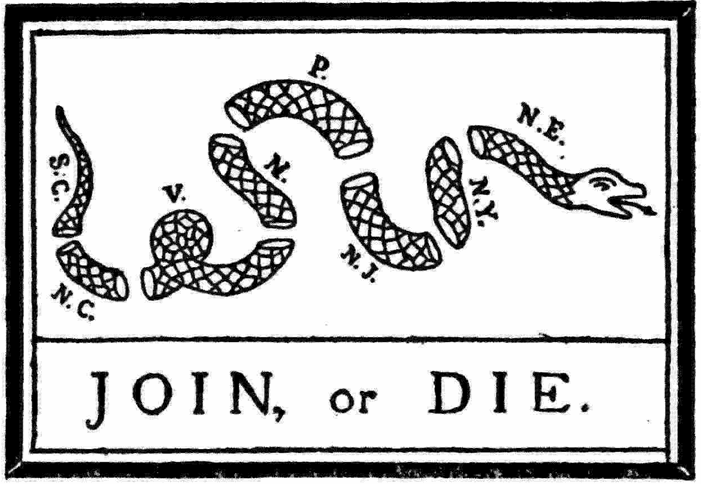 P.
N.E.
S.C.
V.
N.
N.Y.
N.J.
N.C.
JOIN, or DIE.